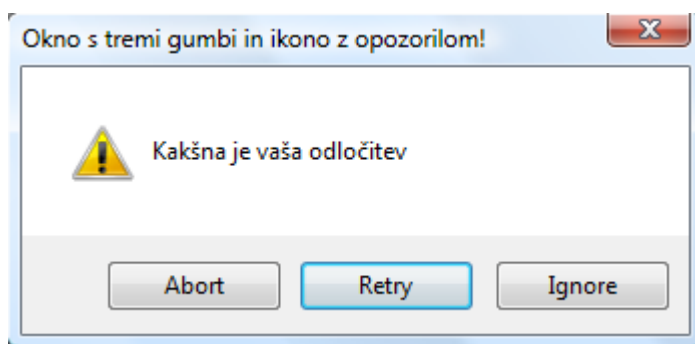 Okno s tremi gumbi in ikono z opozorilom!
Kakšna je vaša odločitev
Abort Retry Ignore